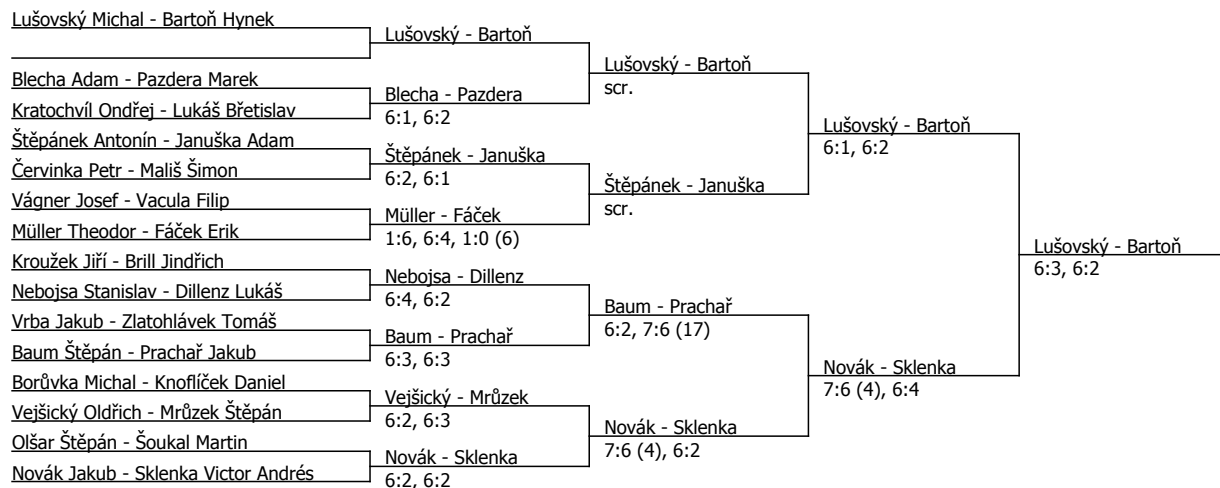 Lušovský Michal - Bartoň Hynek
Blecha Adam - Pazdera Marek
Kratochvíl Ondřej - Lukáš Břetislav
Štěpánek Antonín - Januška Adam
Červinka Petr - Mališ Šimon
Vágner Josef - Vacula Filip
Müller Theodor - Fáček Erik
Kroužek Jiří - Brill Jindřich
Nebojsa Stanislav - Dillenz Lukáš
Vrba Jakub - Zlatohlávek Tomáš
Baum Štěpán - Prachař Jakub
Borůvka Michal - Knoflíček Daniel
Vejšický Oldřich - Mrůzek Štěpán
Olšar Štěpán - Šoukal Martin
Novák Jakub - Sklenka Victor Andrés
Lušovský - Bartoň
Blecha - Pazdera
6:1, 6:2
Štěpánek - Januška
6:2, 6:1
Müller - Fáček
1:6, 6:4, 1:0 (6)
Nebojsa - Dillenz
6:4, 6:2
Baum - Prachař
6:3, 6:3
Vejšický - Mrůzek
6:2, 6:3
Novák - Sklenka
6:2, 6:2
Lušovský - Bartoň
scr.
Štěpánek - Januška
scr.
Baum - Prachař
6:2, 7:6 (17)
Novák - Sklenka
7:6 (4), 6:2
Lušovský - Bartoň
6:1, 6:2
Novák - Sklenka
7:6 (4), 6:4
Lušovský - Bartoň
6:3, 6:2